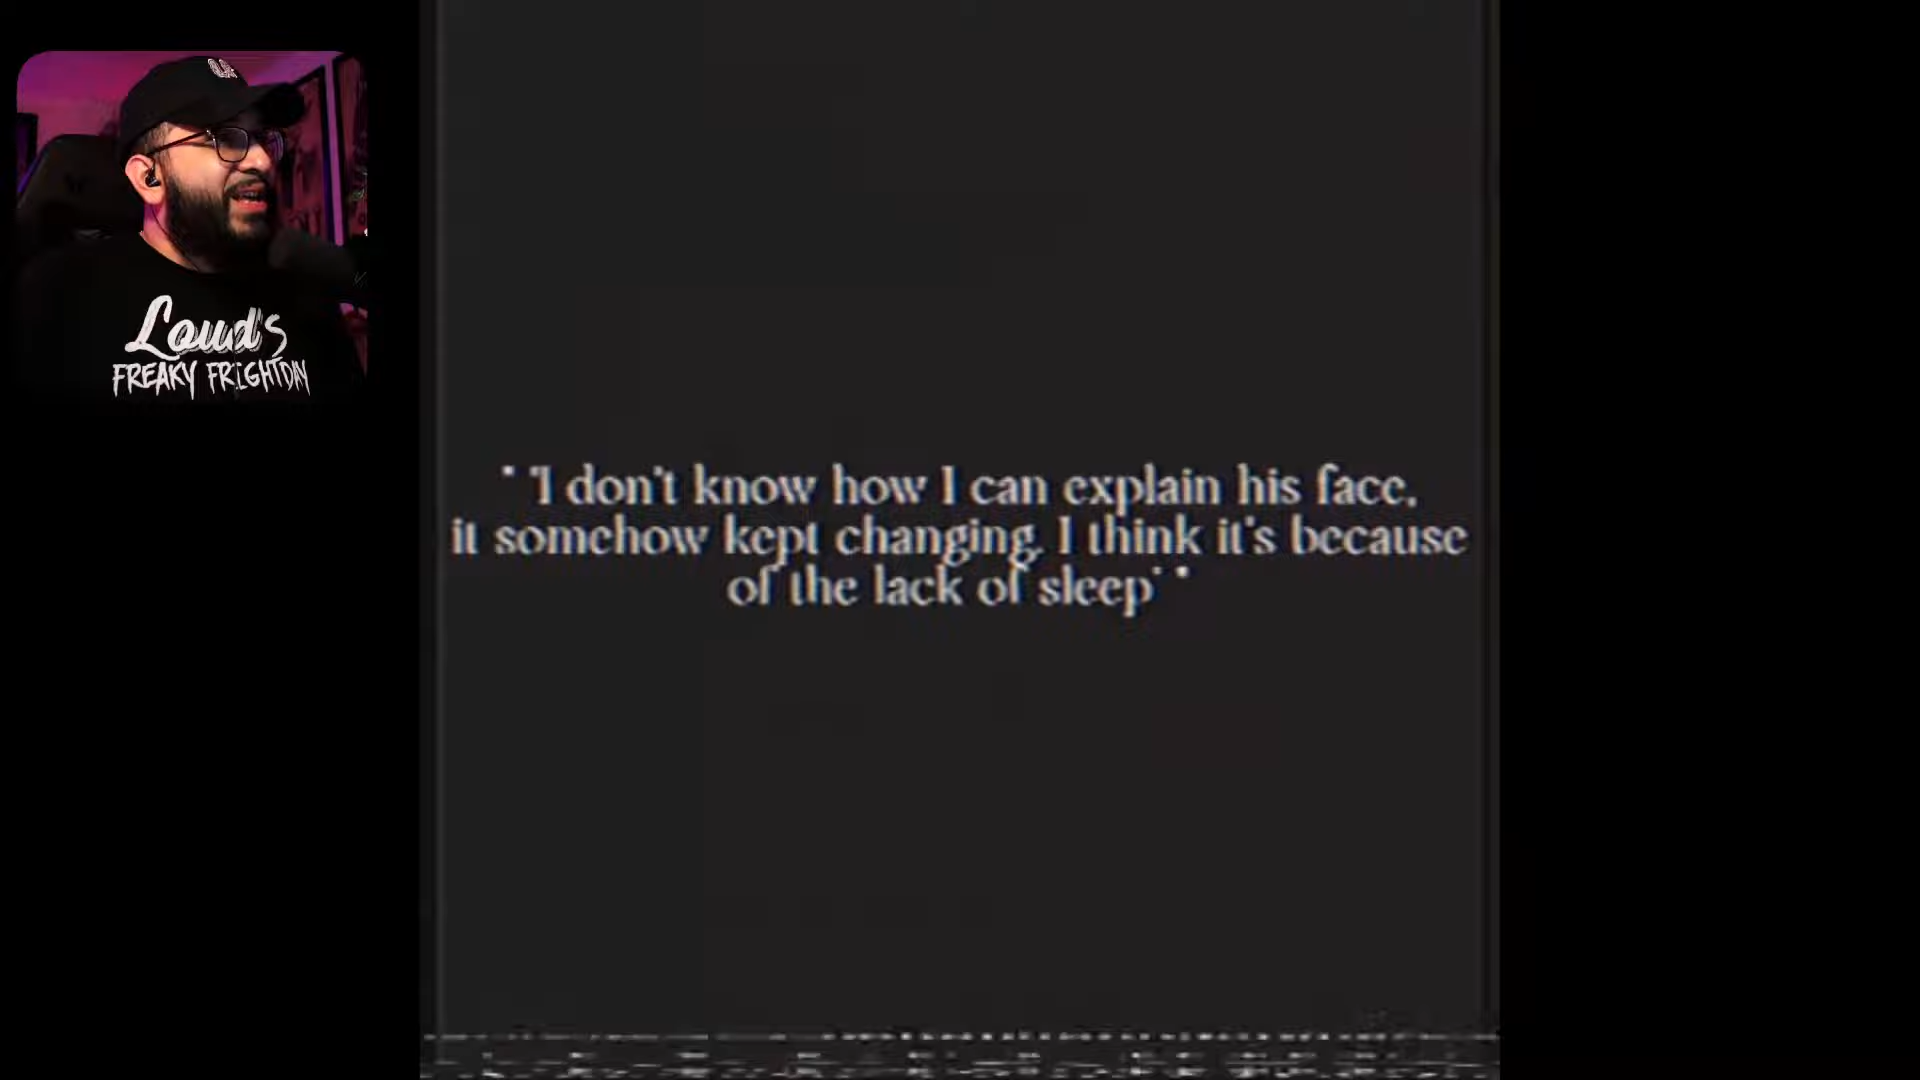 Loud's
FREAKY FRIGHTDAY
" "I don't know how I can explain his face,
it somehow kept changing. I think it's because
of the lack of sleep" "